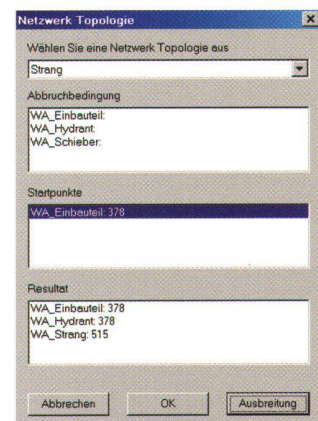 Netzwerk Topologie
Wählen Sie eine Netzwerk Topologie aus
Strang
Abbruchbedingung
WA_Einbauteil:
WA_Hydrant:
WA_Schieber:
Startpunkte
WA_Einbauteil: 378
Resultat
WA_Einbauteil: 378
WA_Hydrant: 378
WA_Strang: 515
Abbrechen OK Ausbreitung